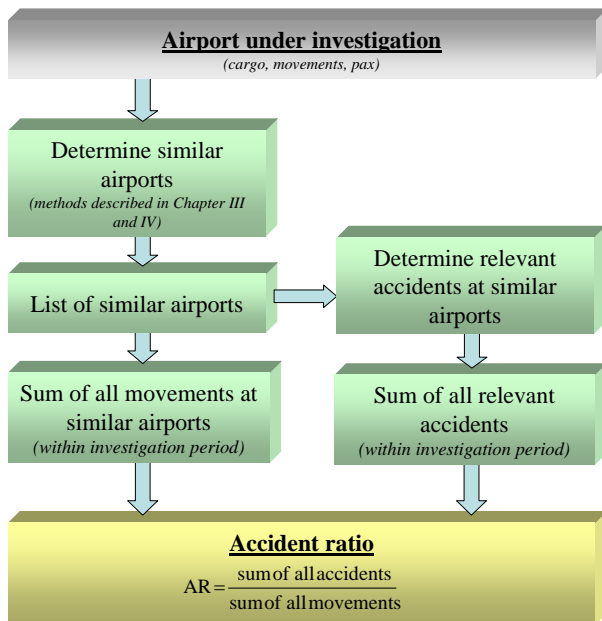 Airport under investigation
(cargo, movements, pax)
Determine similar
airports
(methods described in Chapter III
and IV)
List of similar airports
Determine relevant
accidents at similar
airports
Sum of all movements at
similar airports
(within investigation period)
Sum of all relevant
accidents
(within investigation period)
Accident ratio
AR = sum of all accidents
sum of all movements